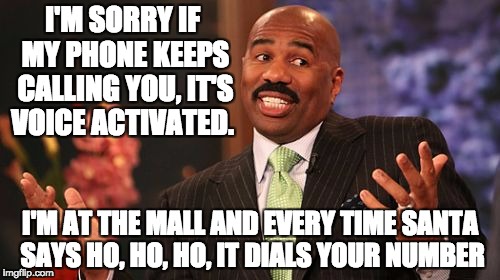 I'M SORRY IF
MY PHONE KEEPS
CALLING YOU, IT'S
VOICE ACTIVATED.
I'M AT THE MALL AND EVERY TIME SANTA
SAYS HO, HO, HO, IT DIALS YOUR NUMBER
imgflip.com